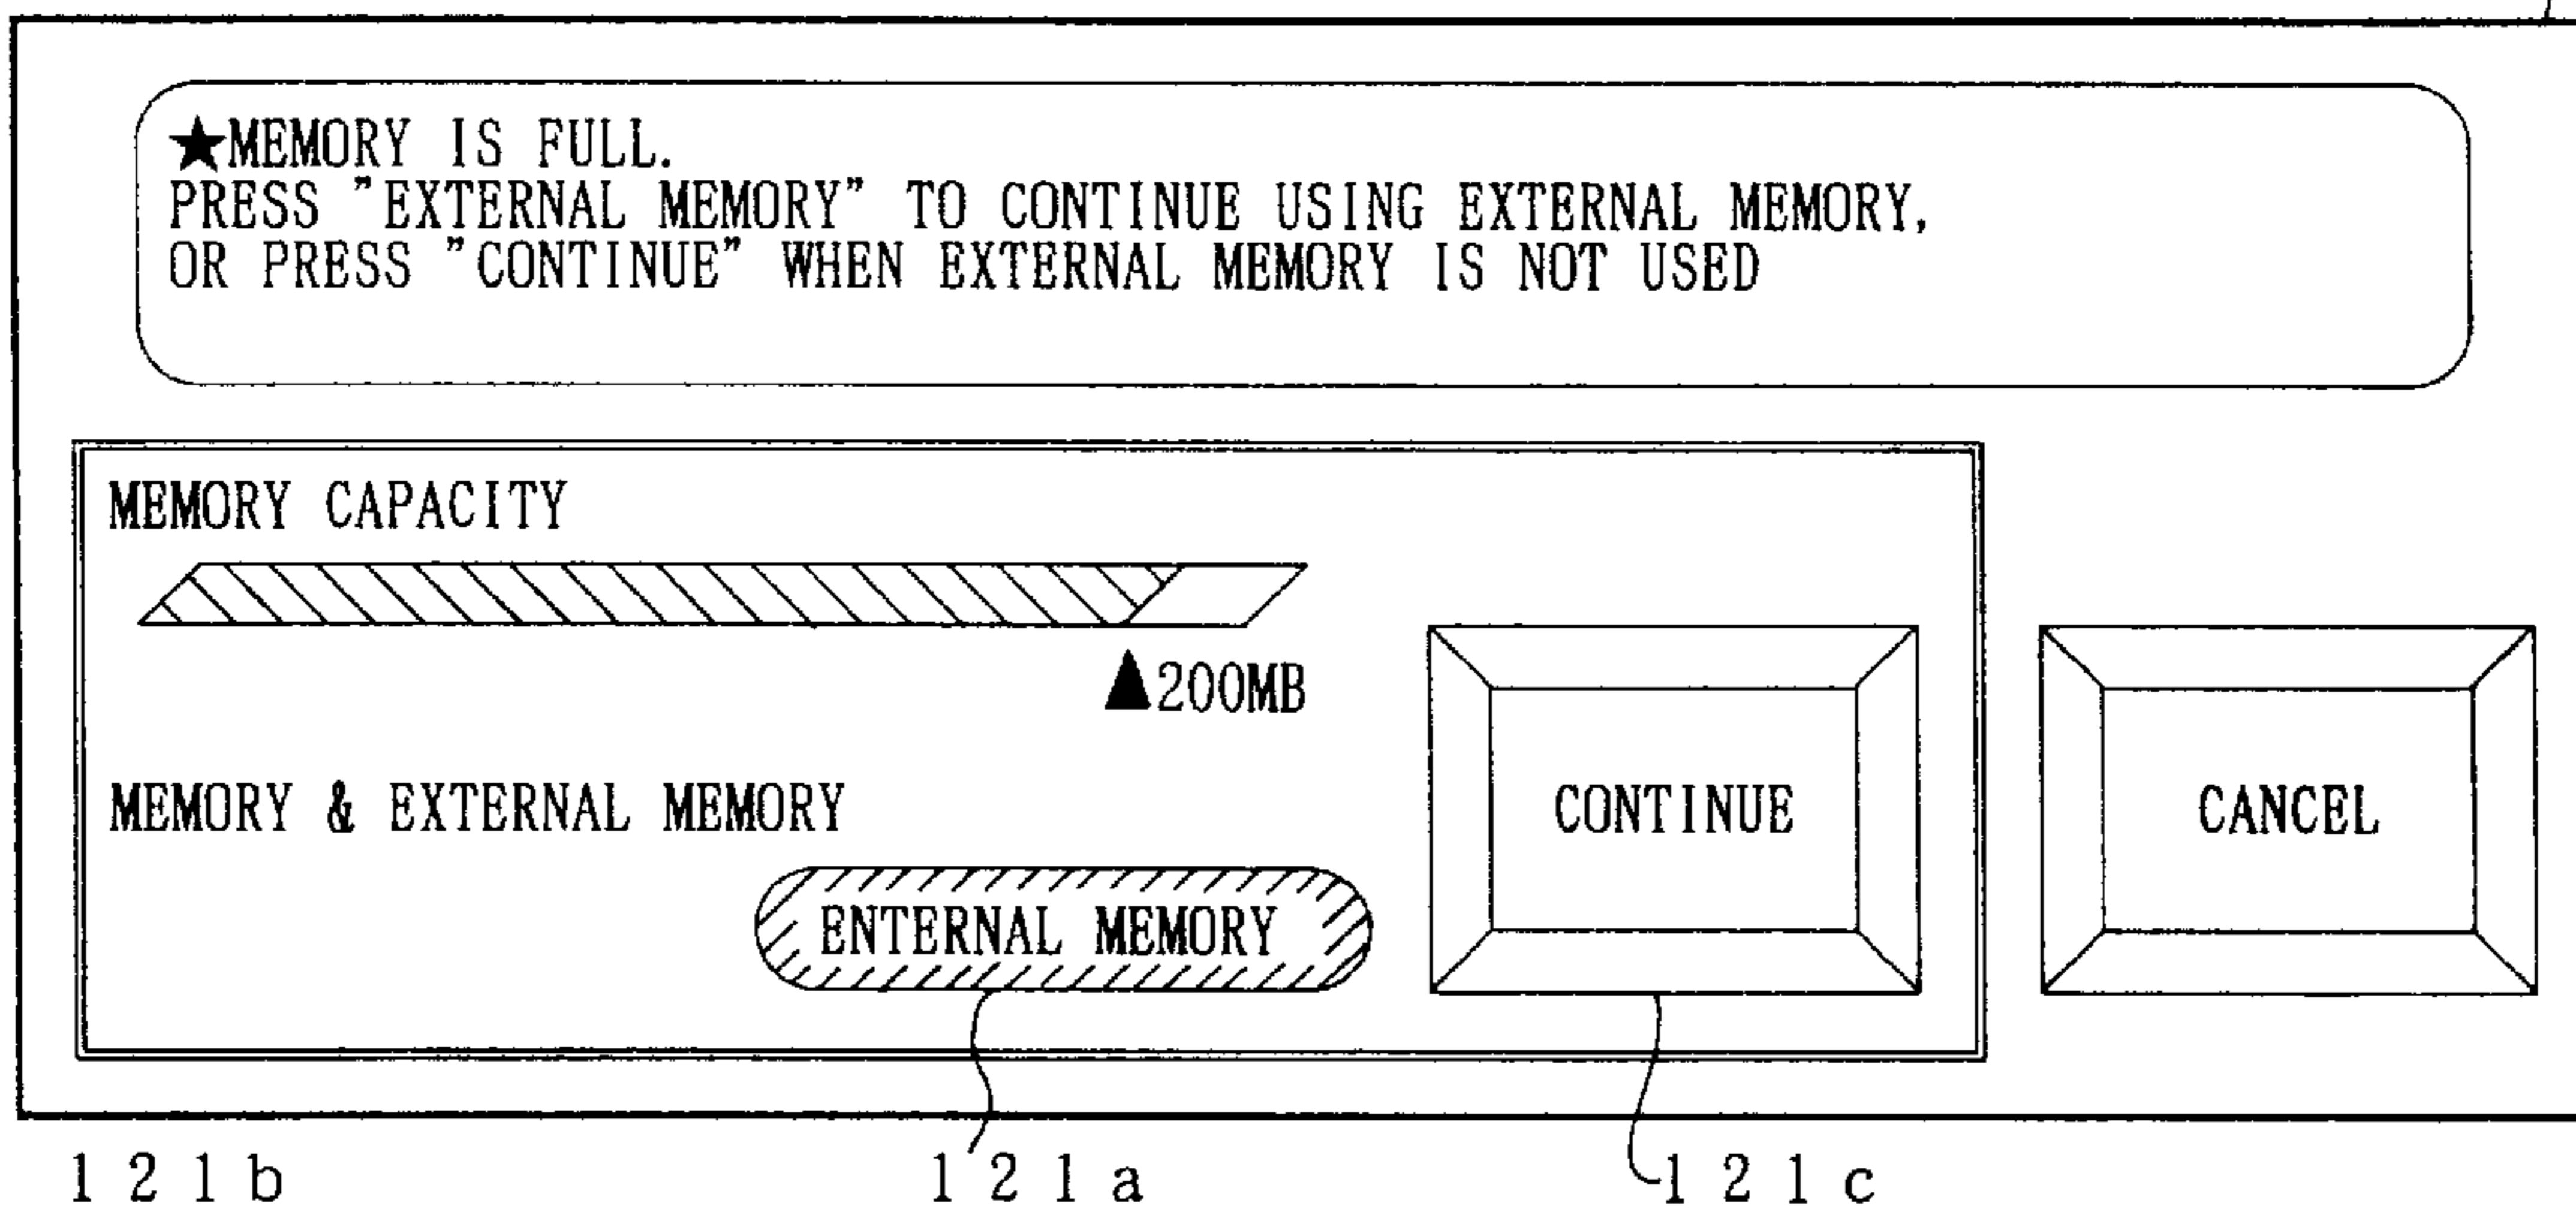 ★MEMORY IS FULL.
PRESS "EXTERNAL MEMORY" TO CONTINUE USING EXTERNAL MEMORY,
OR PRESS "CONTINUE" WHEN EXTERNAL MEMORY IS NOT USED
MEMORY CAPACITY
▲200MB
MEMORY & EXTERNAL MEMORY
ENTERNAL MEMORY
CONTINUE
CANCEL
121b
121a
121c